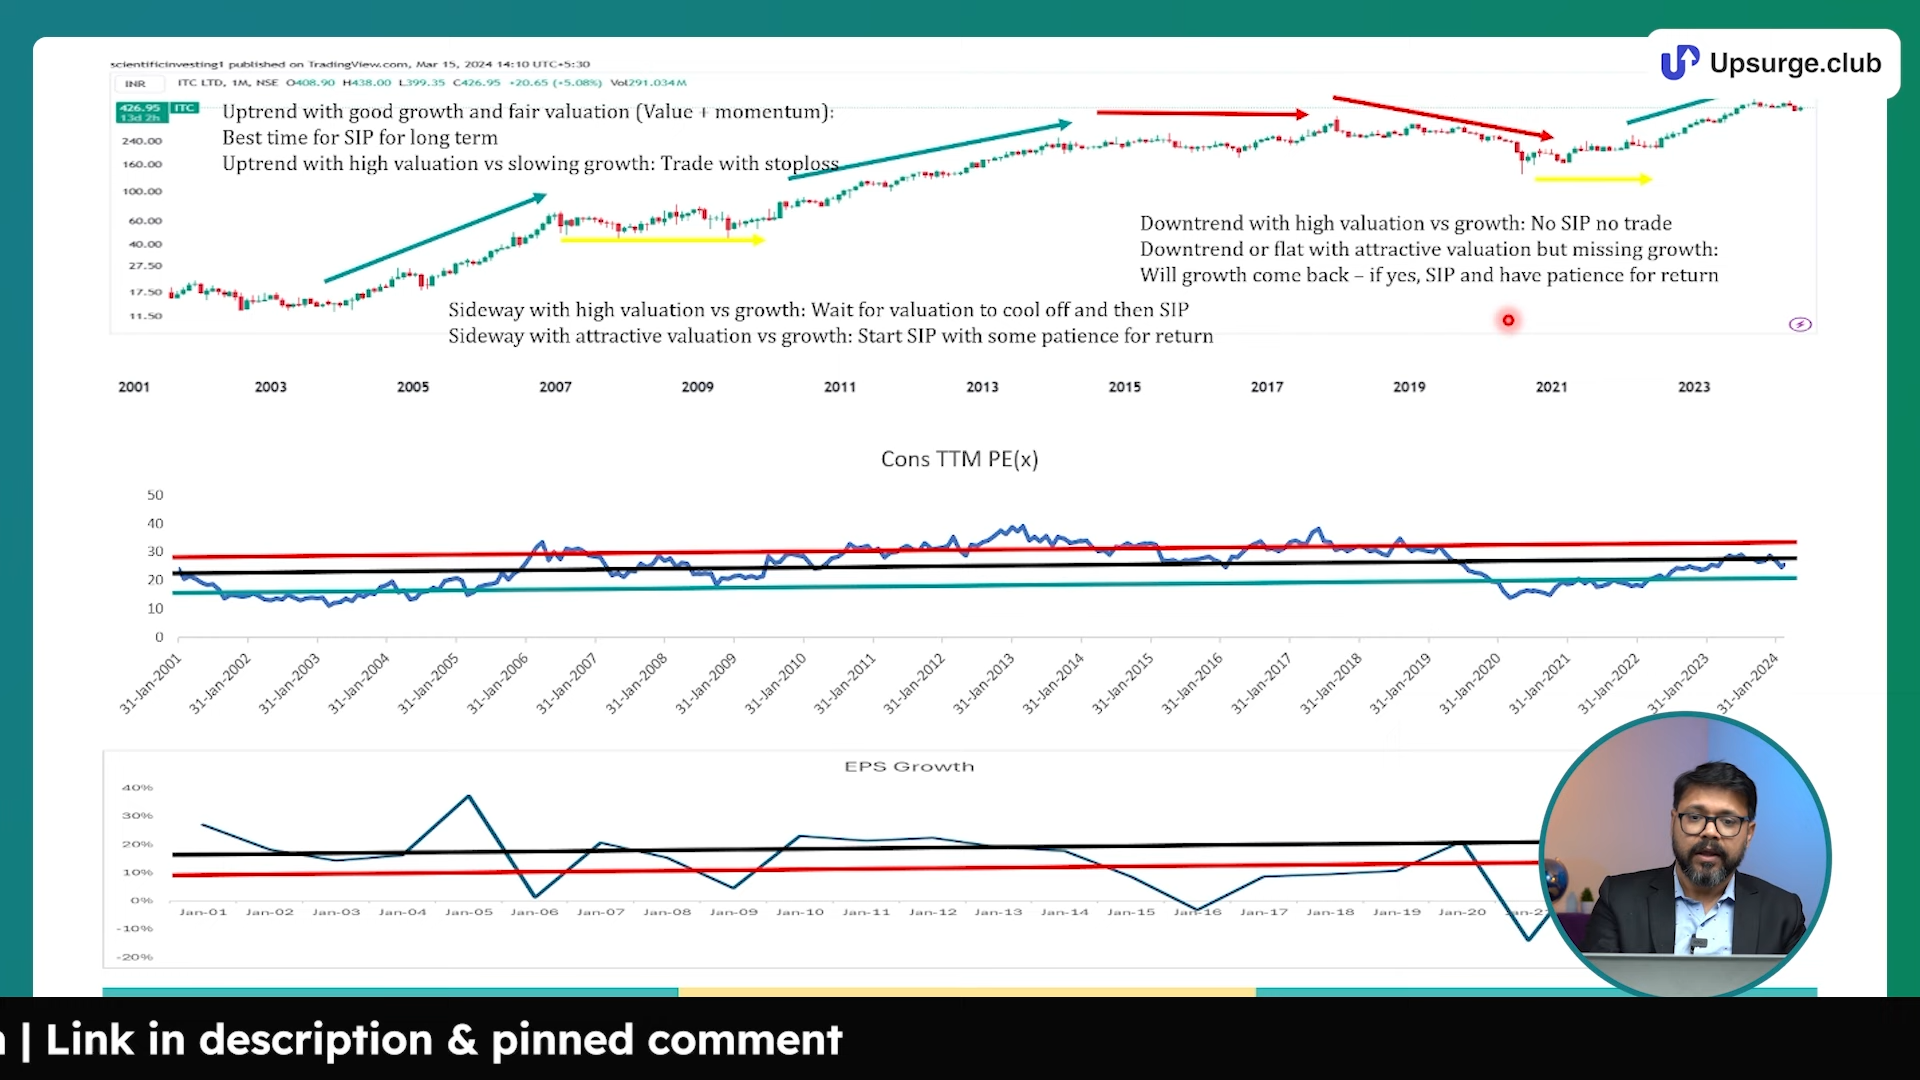 Upsurge.club
scientificinvesting1 published on TradingView.com, Mar 15, 2024 14:10 UTC+5:30
INR
ITC LTD, 1M, NSE O408.90 H438.00 L399.35 C426.95 +20.65 (+5.08%) Vol291.034M
426.95 ITC
13d 2h
240.00
160.00
100.00
60.00
40.00
27.50
17.50
11.50
Uptrend with good growth and fair valuation (Value + momentum):
Best time for SIP for long term
Uptrend with high valuation vs slowing growth: Trade with stoploss
Downtrend with high valuation vs growth: No SIP no trade
Downtrend or flat with attractive valuation but missing growth:
Will growth come back – if yes, SIP and have patience for return
Sideway with high valuation vs growth: Wait for valuation to cool off and then SIP
Sideway with attractive valuation vs growth: Start SIP with some patience for return
2001 2003 2005 2007 2009 2011 2013 2015 2017 2019 2021 2023
Cons TTM PE(x)
50
40
30
20
10
0
31-Jan-2001 31-Jan-2002 31-Jan-2003 31-Jan-2004 31-Jan-2005 31-Jan-2006 31-Jan-2007 31-Jan-2008 31-Jan-2009 31-Jan-2010 31-Jan-2011 31-Jan-2012 31-Jan-2013 31-Jan-2014 31-Jan-2015 31-Jan-2016 31-Jan-2017 31-Jan-2018 31-Jan-2019 31-Jan-2020 31-Jan-2021 31-Jan-2022 31-Jan-2023 31-Jan-2024
EPS Growth
40%
30%
20%
10%
0%
-10%
-20%
Jan-01 Jan-02 Jan-03 Jan-04 Jan-05 Jan-06 Jan-07 Jan-08 Jan-09 Jan-10 Jan-11 Jan-12 Jan-13 Jan-14 Jan-15 Jan-16 Jan-17 Jan-18 Jan-19 Jan-20
| Link in description & pinned comment